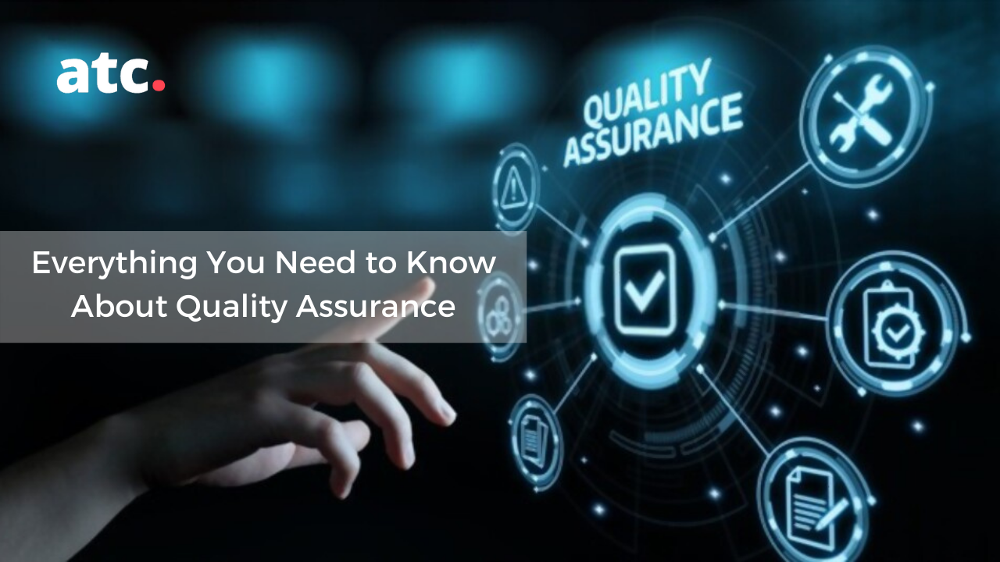 atc.
QUALITY
ASSURANCE
Everything You Need to Know
About Quality Assurance